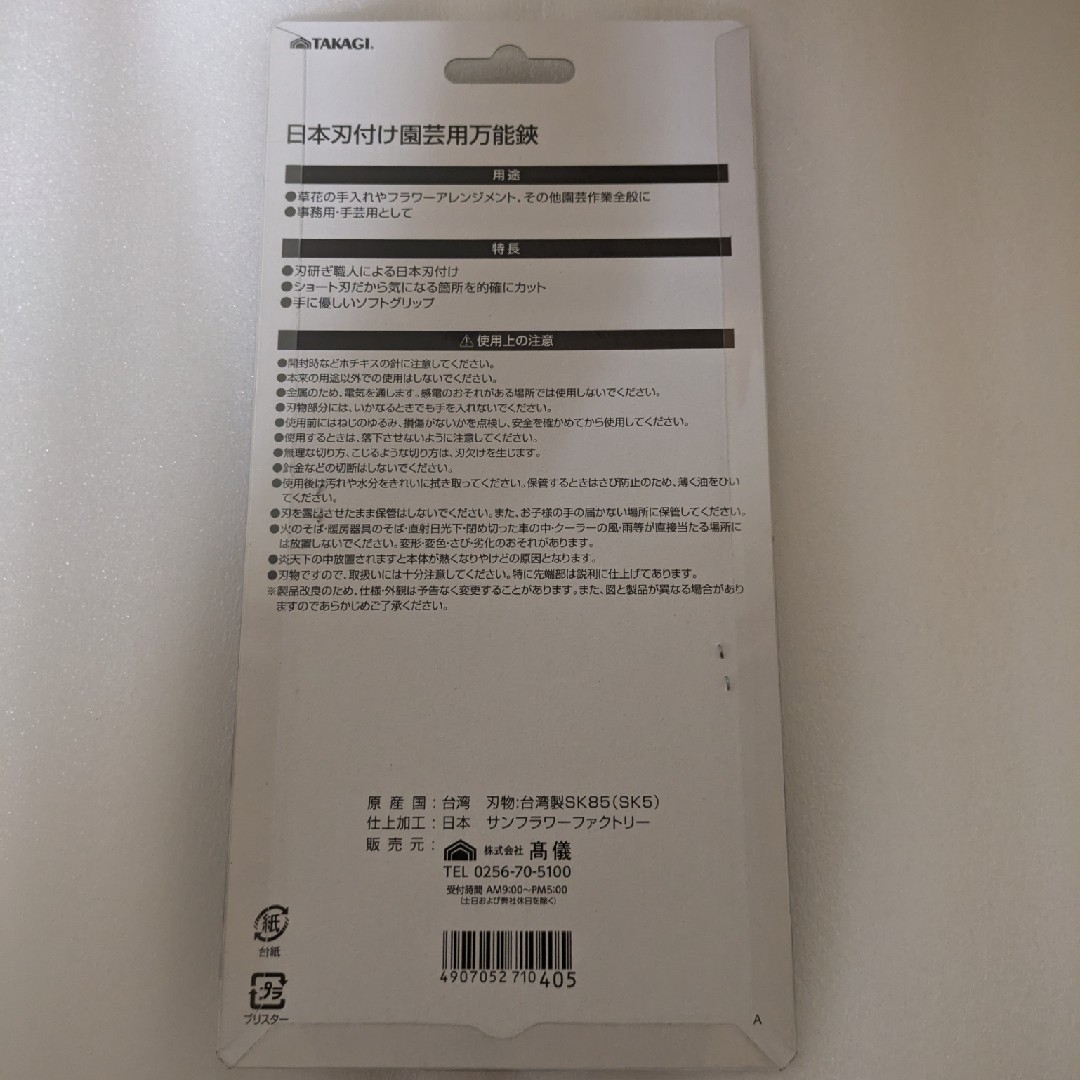 TAKAGI.
日本刃付け園芸用万能鋏
用途
●草花の手入れやフラワーアレンジメント、その他園芸作業全般に
●事務用・手芸用として
特長
●刃研ぎ職人による日本刃付け
●ショート刃だから気になる箇所を的確にカット
●手に優しいソフトグリップ
⚠使用上の注意
●開封時などホチキスの針に注意してください。
●本来の用途以外での使用はしないでください。
●金属のため、電気を通します。感電のおそれがある場所では使用しないでください。
●刃物部分には、いかなるときでも手を入れないでください。
●使用前にはねじのゆるみ、損傷がないかを点検し、安全を確かめてから使用してください。
●使用するときは、落下させないように注意してください。
●無理な切り方、こじるような切り方は、刃欠けを生じます。
●針金などの切断はしないでください。
●使用後は汚れや水分をきれいに拭き取ってください。保管するときはさび防止のため、薄く油をひい
てください。
●刃を露出させたまま保管はしないでください。また、お子様の手の届かない場所に保管してください。
●火のそば・暖房器具のそば・直射日光下・閉め切った車の中・クーラーの風・雨等が直接当たる場所に
は放置しないでください。変形・変色・さび・劣化のおそれがあります。
●炎天下の中放置されますと本体が熱くなりやけどの原因となります。
●刃物ですので、取扱いには十分注意してください。特に先端部は鋭利に仕上げてあります。
※製品改良のため、仕様・外観は予告なく変更することがあります。また、図と製品が異なる場合があり
ますのであらかじめご了承ください。
原産国:台湾 刃物:台湾製SK85(SK5)
仕上加工:日本 サンフラワーファクトリー
販売元: 株式会社 髙儀
TEL 0256-70-5100
受付時間 AM9:00~PM5:00
(土日および弊社休日を除く)
4907052710405
紙
台紙
プラ
ブリスター
A